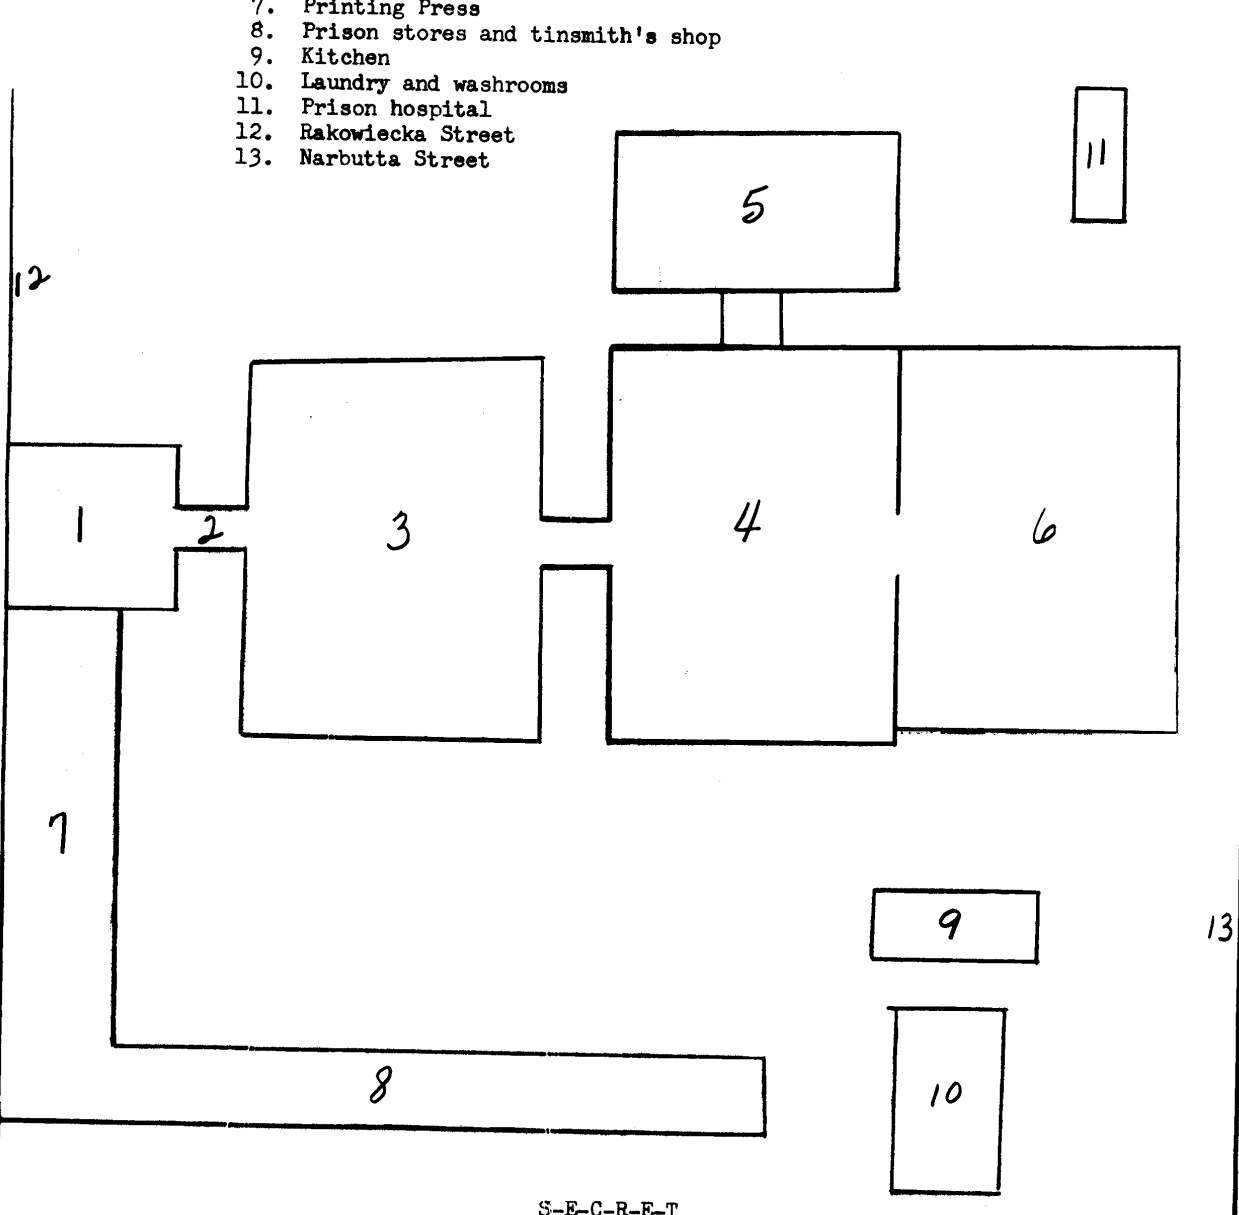 7. Printing Press
8. Prison stores and tinsmith's shop
9. Kitchen
10. Laundry and washrooms
11. Prison hospital
12. Rakowiecka Street
13. Narbutta Street
11
5
12
1
2
3
4
6
7
9
13
8
10
S-E-C-R-E-T